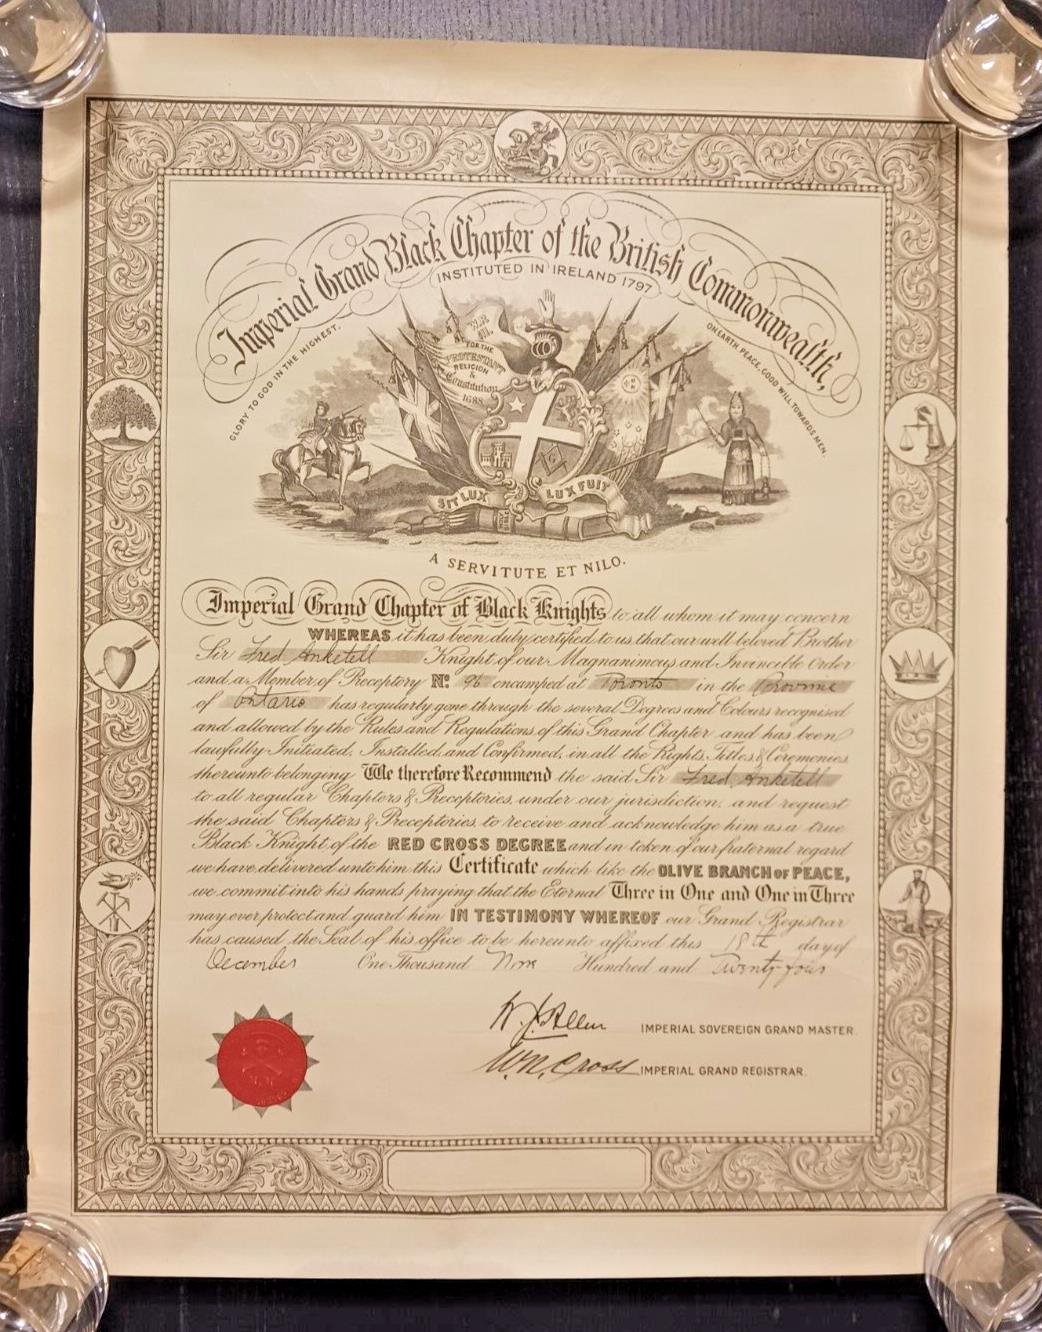 Imperial Grand Black Chapter of the British Commonwealth,
INSTITUTED IN IRELAND 1797
GLORY TO GOD IN THE HIGHEST.
ON EARTH PEACE, GOOD WILL TOWARDS MEN.
FOR THE
PROTESTANT
RELIGION
&
Constitution
1688
SIT LUX LUX FUIT
A SERVITUTE ET NILO.
Imperial Grand Chapter of Black Knights to all whom it may concern
WHEREAS it has been duly certified to us that our well beloved Brother
Sir Fred Anketell Knight of our Magnanimous and Invincible Order
and a Member of Preceptory No. 96 encamped at Toronto in the Province
of Ontario has regularly gone through the several Degrees and Colours recognised
and allowed by the Rules and Regulations of this Grand Chapter and has been
lawfully Initiated, Installed and Confirmed, in all the Rights, Titles & Ceremonies
thereunto belonging We therefore Recommend the said Sir Fred Anketell
to all regular Chapters & Preceptories, under our jurisdiction, and request
the said Chapters & Preceptories, to receive and acknowledge him as a true
Black Knight of the RED CROSS DEGREE and in token of our fraternal regard
we have delivered unto him this Certificate which like the OLIVE BRANCH OF PEACE,
we commit into his hands praying that the Eternal Three in One and One in Three
may ever protect and guard him IN TESTIMONY WHEREOF our Grand Registrar
has caused the Seal of his office to be hereunto affixed this 18th day of
December One Thousand Nine Hundred and Twenty-four
W. J. Allen IMPERIAL SOVEREIGN GRAND MASTER.
W. N. Cross IMPERIAL GRAND REGISTRAR.